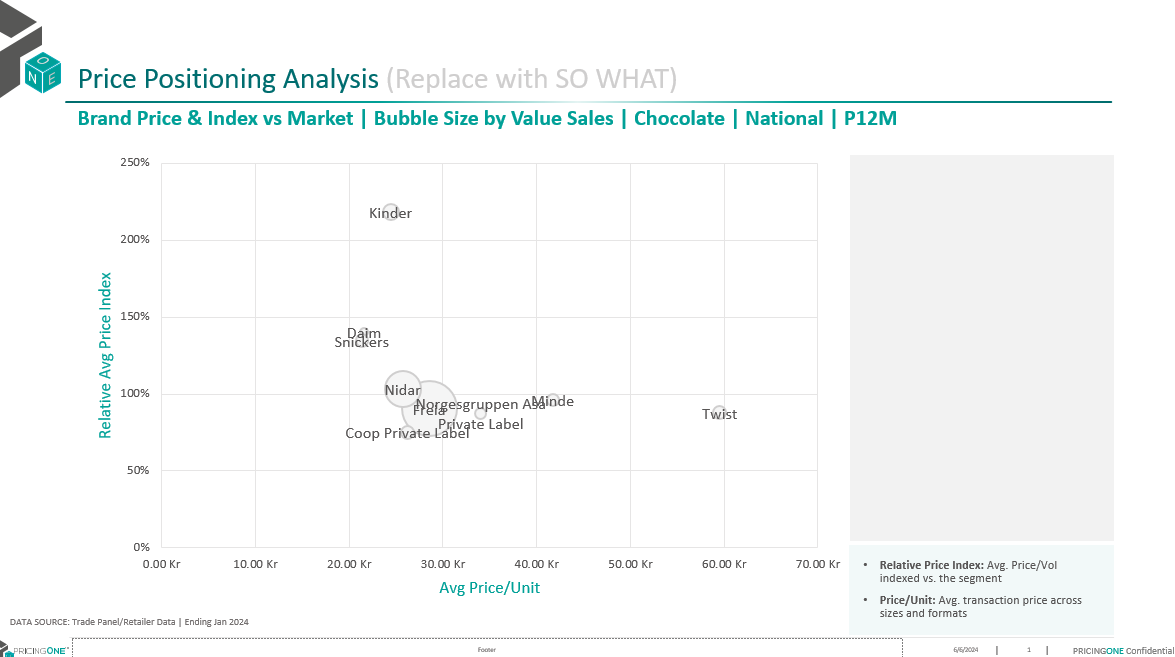 O
N E
Price Positioning Analysis (Replace with SO WHAT)
Brand Price & Index vs Market | Bubble Size by Value Sales | Chocolate | National | P12M
Relative Avg Price Index
250%
200%
150%
100%
50%
0%
Kinder
Daim
Snickers
Nidar
Norgesgruppen Asa
Private Label
Minde
Freia
Twist
Coop Private Label
0.00 Kr 10.00 Kr 20.00 Kr 30.00 Kr 40.00 Kr 50.00 Kr 60.00 Kr 70.00 Kr
Avg Price/Unit
• Relative Price Index: Avg. Price/Vol
indexed vs. the segment
• Price/Unit: Avg. transaction price across
sizes and formats
DATA SOURCE: Trade Panel/Retailer Data | Ending Jan 2024
PRICINGONE™
Footer
6/6/2024 | 1 | PRICINGONE Confidential